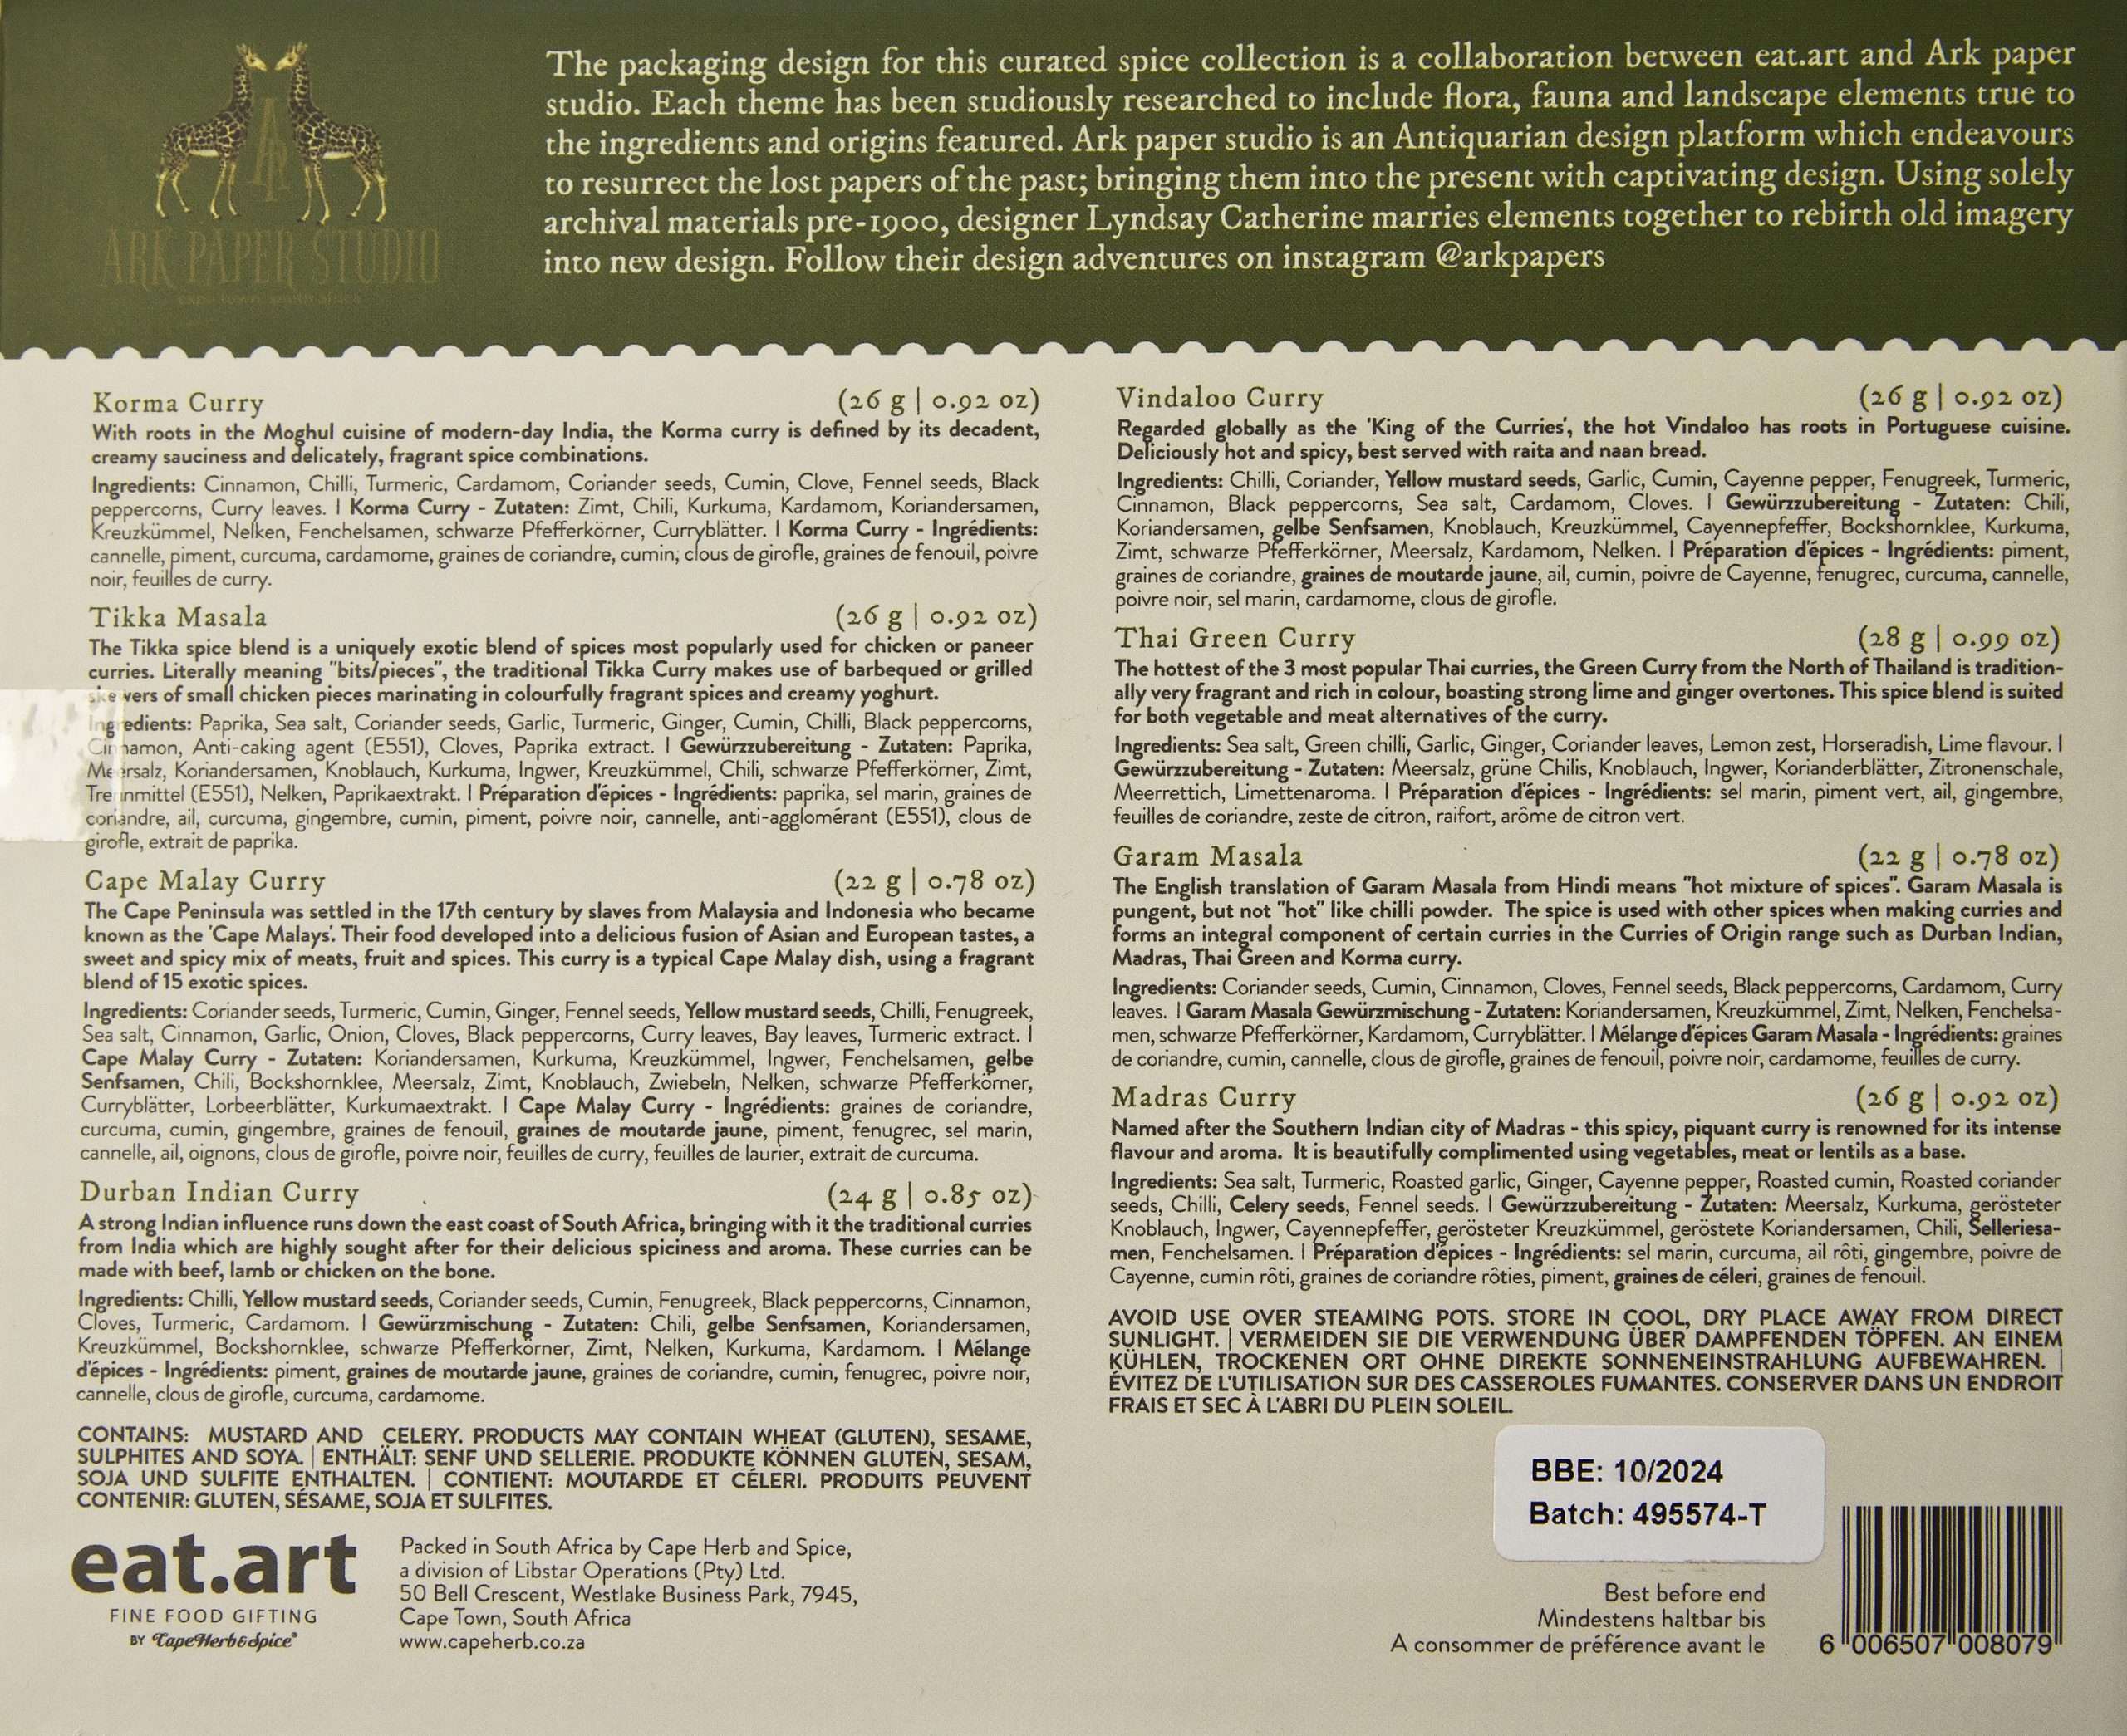 ARK PAPER STUDIO
cape town, south africa
The packaging design for this curated spice collection is a collaboration between eat.art and Ark paper
studio. Each theme has been studiously researched to include flora, fauna and landscape elements true to
the ingredients and origins featured. Ark paper studio is an Antiquarian design platform which endeavours
to resurrect the lost papers of the past; bringing them into the present with captivating design. Using solely
archival materials pre-1900, designer Lyndsay Catherine marries elements together to rebirth old imagery
into new design. Follow their design adventures on instagram @arkpapers
Korma Curry (26 g | 0.92 oz)
With roots in the Moghul cuisine of modern-day India, the Korma curry is defined by its decadent,
creamy sauciness and delicately, fragrant spice combinations.
Ingredients: Cinnamon, Chilli, Turmeric, Cardamom, Coriander seeds, Cumin, Clove, Fennel seeds, Black
peppercorns, Curry leaves. | Korma Curry - Zutaten: Zimt, Chili, Kurkuma, Kardamom, Koriandersamen,
Kreuzkümmel, Nelken, Fenchelsamen, schwarze Pfefferkörner, Curryblätter. | Korma Curry - Ingrédients:
cannelle, piment, curcuma, cardamome, graines de coriandre, cumin, clous de girofle, graines de fenouil, poivre
noir, feuilles de curry.
Tikka Masala (26 g | 0.92 oz)
The Tikka spice blend is a uniquely exotic blend of spices most popularly used for chicken or paneer
curries. Literally meaning "bits/pieces", the traditional Tikka Curry makes use of barbequed or grilled
skewers of small chicken pieces marinating in colourfully fragrant spices and creamy yoghurt.
Ingredients: Paprika, Sea salt, Coriander seeds, Garlic, Turmeric, Ginger, Cumin, Chilli, Black peppercorns,
Cinnamon, Anti-caking agent (E551), Cloves, Paprika extract. | Gewürzzubereitung - Zutaten: Paprika,
Meersalz, Koriandersamen, Knoblauch, Kurkuma, Ingwer, Kreuzkümmel, Chili, schwarze Pfefferkörner, Zimt,
Trennmittel (E551), Nelken, Paprikaextrakt. | Préparation d'épices - Ingrédients: paprika, sel marin, graines de
coriandre, ail, curcuma, gingembre, cumin, piment, poivre noir, cannelle, anti-agglomérant (E551), clous de
girofle, extrait de paprika.
Cape Malay Curry (22 g | 0.78 oz)
The Cape Peninsula was settled in the 17th century by slaves from Malaysia and Indonesia who became
known as the 'Cape Malays'. Their food developed into a delicious fusion of Asian and European tastes, a
sweet and spicy mix of meats, fruit and spices. This curry is a typical Cape Malay dish, using a fragrant
blend of 15 exotic spices.
Ingredients: Coriander seeds, Turmeric, Cumin, Ginger, Fennel seeds, Yellow mustard seeds, Chilli, Fenugreek,
Sea salt, Cinnamon, Garlic, Onion, Cloves, Black peppercorns, Curry leaves, Bay leaves, Turmeric extract. |
Cape Malay Curry - Zutaten: Koriandersamen, Kurkuma, Kreuzkümmel, Ingwer, Fenchelsamen, gelbe
Senfsamen, Chili, Bockshornklee, Meersalz, Zimt, Knoblauch, Zwiebeln, Nelken, schwarze Pfefferkörner,
Curryblätter, Lorbeerblätter, Kurkumaextrakt. | Cape Malay Curry - Ingrédients: graines de coriandre,
curcuma, cumin, gingembre, graines de fenouil, graines de moutarde jaune, piment, fenugrec, sel marin,
cannelle, ail, oignons, clous de girofle, poivre noir, feuilles de curry, feuilles de laurier, extrait de curcuma.
Durban Indian Curry (24 g | 0.85 oz)
A strong Indian influence runs down the east coast of South Africa, bringing with it the traditional curries
from India which are highly sought after for their delicious spiciness and aroma. These curries can be
made with beef, lamb or chicken on the bone.
Ingredients: Chilli, Yellow mustard seeds, Coriander seeds, Cumin, Fenugreek, Black peppercorns, Cinnamon,
Cloves, Turmeric, Cardamom. | Gewürzmischung - Zutaten: Chili, gelbe Senfsamen, Koriandersamen,
Kreuzkümmel, Bockshornklee, schwarze Pfefferkörner, Zimt, Nelken, Kurkuma, Kardamom. | Mélange
d'épices - Ingrédients: piment, graines de moutarde jaune, graines de coriandre, cumin, fenugrec, poivre noir,
cannelle, clous de girofle, curcuma, cardamome.
CONTAINS: MUSTARD AND CELERY. PRODUCTS MAY CONTAIN WHEAT (GLUTEN), SESAME,
SULPHITES AND SOYA. | ENTHÄLT: SENF UND SELLERIE. PRODUKTE KÖNNEN GLUTEN, SESAM,
SOJA UND SULFITE ENTHALTEN. | CONTIENT: MOUTARDE ET CÉLERI. PRODUITS PEUVENT
CONTENIR: GLUTEN, SÉSAME, SOJA ET SULFITES.
eat.art
FINE FOOD GIFTING
BY CapeHerb&Spice®
Packed in South Africa by Cape Herb and Spice,
a division of Libstar Operations (Pty) Ltd.
50 Bell Crescent, Westlake Business Park, 7945,
Cape Town, South Africa
www.capeherb.co.za
Vindaloo Curry (26 g | 0.92 oz)
Regarded globally as the 'King of the Curries', the hot Vindaloo has roots in Portuguese cuisine.
Deliciously hot and spicy, best served with raita and naan bread.
Ingredients: Chilli, Coriander, Yellow mustard seeds, Garlic, Cumin, Cayenne pepper, Fenugreek, Turmeric,
Cinnamon, Black peppercorns, Sea salt, Cardamom, Cloves. | Gewürzzubereitung - Zutaten: Chili,
Koriandersamen, gelbe Senfsamen, Knoblauch, Kreuzkümmel, Cayennepfeffer, Bockshornklee, Kurkuma,
Zimt, schwarze Pfefferkörner, Meersalz, Kardamom, Nelken. | Préparation d'épices - Ingrédients: piment,
graines de coriandre, graines de moutarde jaune, ail, cumin, poivre de Cayenne, fenugrec, curcuma, cannelle,
poivre noir, sel marin, cardamome, clous de girofle.
Thai Green Curry (28 g | 0.99 oz)
The hottest of the 3 most popular Thai curries, the Green Curry from the North of Thailand is tradition-
ally very fragrant and rich in colour, boasting strong lime and ginger overtones. This spice blend is suited
for both vegetable and meat alternatives of the curry.
Ingredients: Sea salt, Green chilli, Garlic, Ginger, Coriander leaves, Lemon zest, Horseradish, Lime flavour. |
Gewürzzubereitung - Zutaten: Meersalz, grüne Chilis, Knoblauch, Ingwer, Korianderblätter, Zitronenschale,
Meerrettich, Limettenaroma. | Préparation d'épices - Ingrédients: sel marin, piment vert, ail, gingembre,
feuilles de coriandre, zeste de citron, raifort, arôme de citron vert.
Garam Masala (22 g | 0.78 oz)
The English translation of Garam Masala from Hindi means "hot mixture of spices". Garam Masala is
pungent, but not "hot" like chilli powder. The spice is used with other spices when making curries and
forms an integral component of certain curries in the Curries of Origin range such as Durban Indian,
Madras, Thai Green and Korma curry.
Ingredients: Coriander seeds, Cumin, Cinnamon, Cloves, Fennel seeds, Black peppercorns, Cardamom, Curry
leaves. | Garam Masala Gewürzmischung - Zutaten: Koriandersamen, Kreuzkümmel, Zimt, Nelken, Fenchelsa-
men, schwarze Pfefferkörner, Kardamom, Curryblätter. | Mélange d'épices Garam Masala - Ingrédients: graines
de coriandre, cumin, cannelle, clous de girofle, graines de fenouil, poivre noir, cardamome, feuilles de curry.
Madras Curry (26 g | 0.92 oz)
Named after the Southern Indian city of Madras - this spicy, piquant curry is renowned for its intense
flavour and aroma. It is beautifully complimented using vegetables, meat or lentils as a base.
Ingredients: Sea salt, Turmeric, Roasted garlic, Ginger, Cayenne pepper, Roasted cumin, Roasted coriander
seeds, Chilli, Celery seeds, Fennel seeds. | Gewürzzubereitung - Zutaten: Meersalz, Kurkuma, gerösteter
Knoblauch, Ingwer, Cayennepfeffer, gerösteter Kreuzkümmel, geröstete Koriandersamen, Chili, Selleriesa-
men, Fenchelsamen. | Préparation d'épices - Ingrédients: sel marin, curcuma, ail rôti, gingembre, poivre de
Cayenne, cumin rôti, graines de coriandre rôties, piment, graines de céleri, graines de fenouil.
AVOID USE OVER STEAMING POTS. STORE IN COOL, DRY PLACE AWAY FROM DIRECT
SUNLIGHT. | VERMEIDEN SIE DIE VERWENDUNG ÜBER DAMPFENDEN TÖPFEN. AN EINEM
KÜHLEN, TROCKENEN ORT OHNE DIREKTE SONNENEINSTRAHLUNG AUFBEWAHREN. |
ÉVITEZ DE L'UTILISATION SUR DES CASSEROLES FUMANTES. CONSERVER DANS UN ENDROIT
FRAIS ET SEC À L'ABRI DU PLEIN SOLEIL.
BBE: 10/2024
Batch: 495574-T
Best before end
Mindestens haltbar bis
A consommer de préférence avant le
6 006507 008079